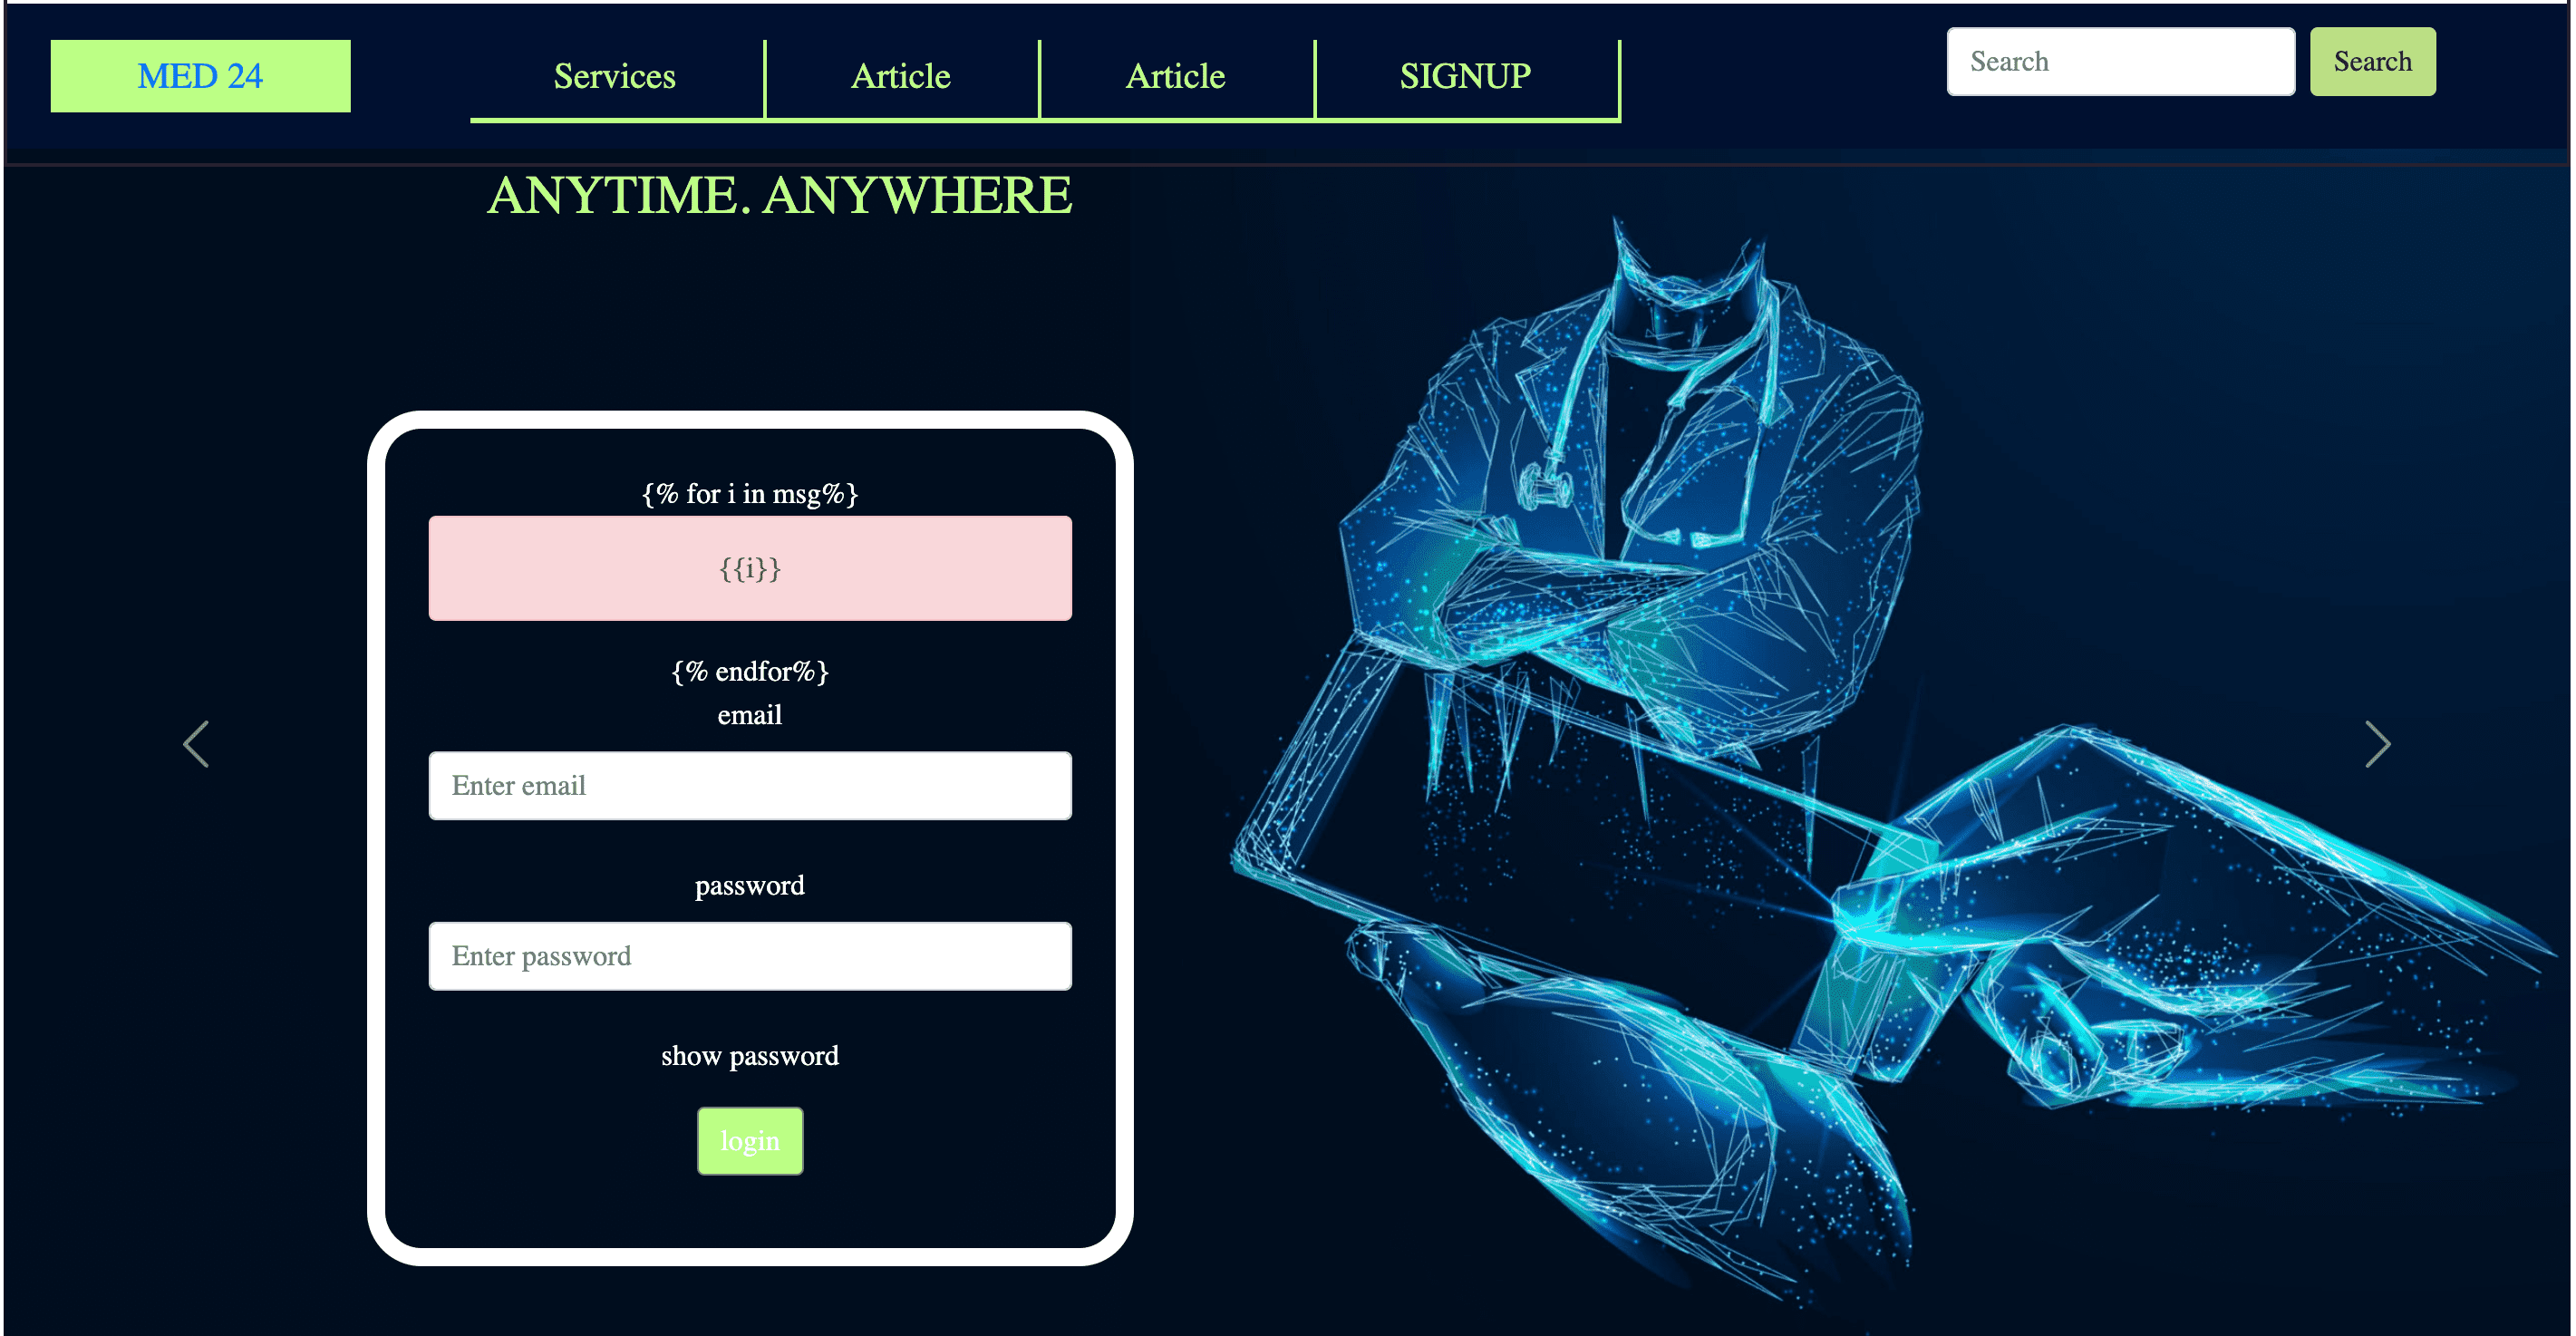 MED 24
Services Article Article SIGNUP
Search Search
ANYTIME. ANYWHERE
{% for i in msg%}
{{i}}
{% endfor%}
email
Enter email
password
Enter password
show password
login